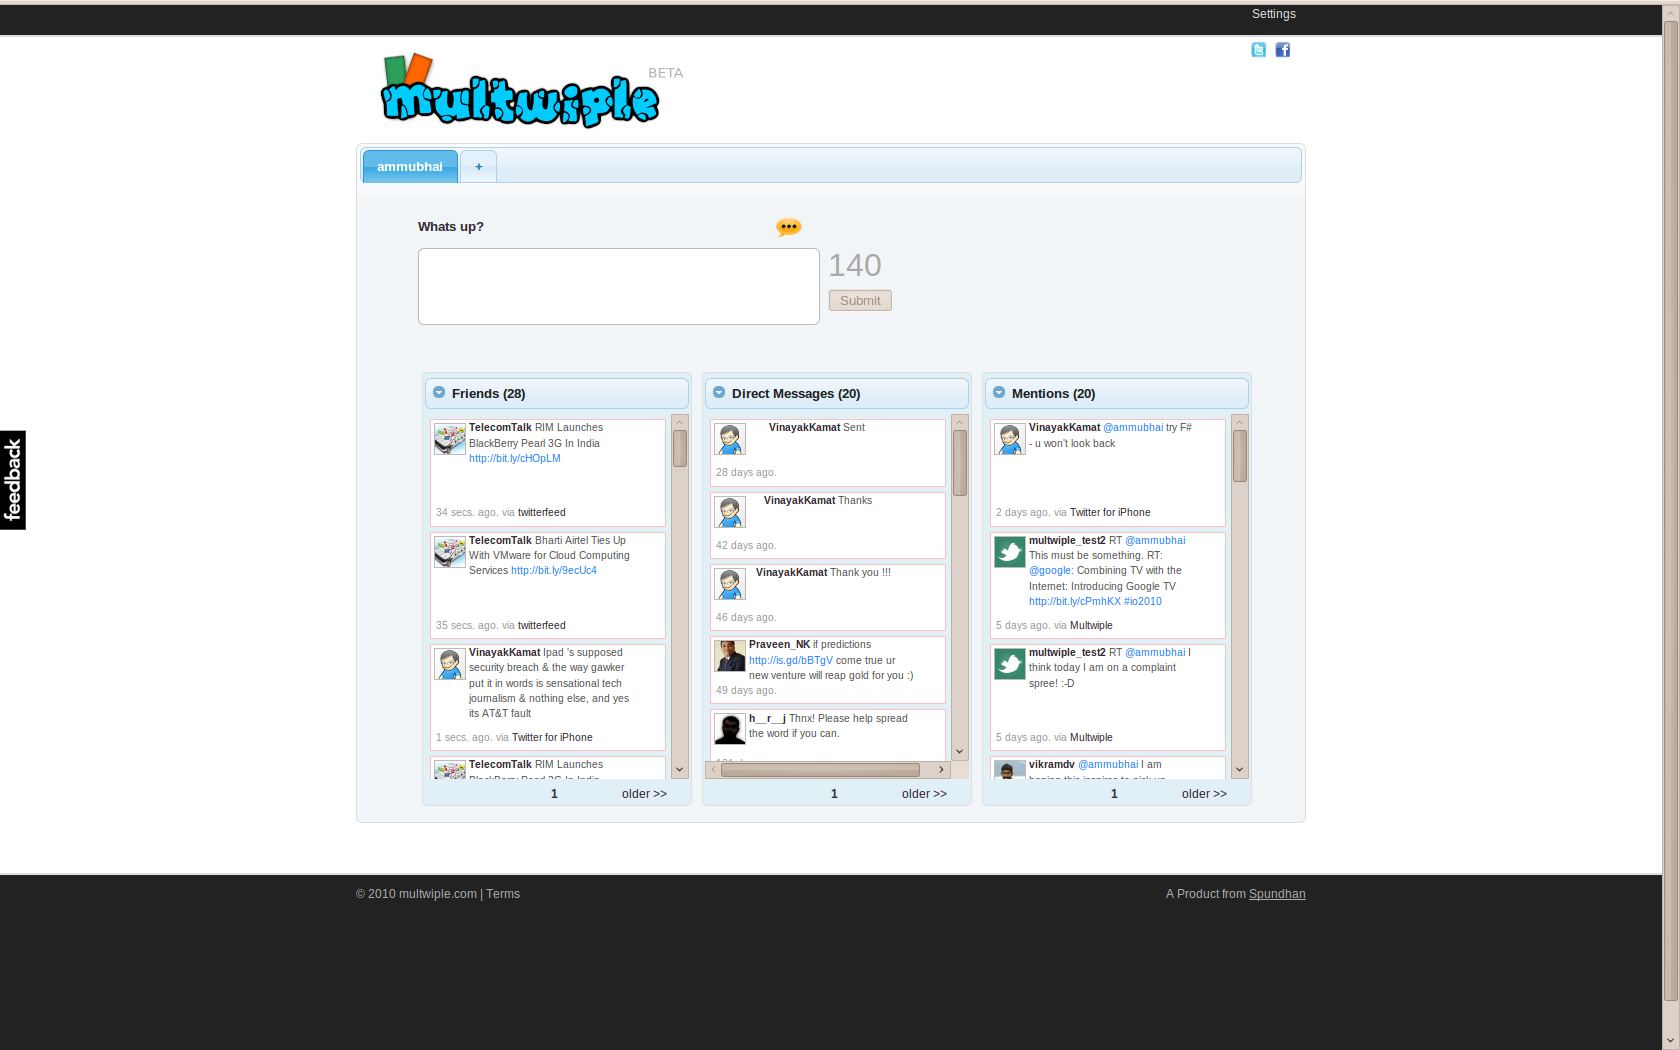 Settings
multwiple BETA
ammubhai +
Whats up?
140
Submit
feedback
Friends (28)
TelecomTalk RIM Launches
BlackBerry Pearl 3G In India
http://bit.ly/cHOpLM
34 secs. ago. via twitterfeed
TelecomTalk Bharti Airtel Ties Up
With VMware for Cloud Computing
Services http://bit.ly/9ecUc4
35 secs. ago. via twitterfeed
VinayakKamat Ipad 's supposed
security breach & the way gawker
put it in words is sensational tech
journalism & nothing else, and yes
its AT&T fault
1 secs. ago. via Twitter for iPhone
TelecomTalk RIM Launches
1 older >>
Direct Messages (20)
VinayakKamat Sent
28 days ago.
VinayakKamat Thanks
42 days ago.
VinayakKamat Thank you !!!
46 days ago.
Praveen_NK if predictions
http://is.gd/bBTgV come true ur
new venture will reap gold for you :)
49 days ago.
h__r__j Thnx! Please help spread
the word if you can.
1 older >>
Mentions (20)
VinayakKamat @ammubhai try F#
- u won't look back
2 days ago. via Twitter for iPhone
multiple_test2 RT @ammubhai
This must be something. RT:
@google: Combining TV with the
Internet: Introducing Google TV
http://bit.ly/cPmhKX #io2010
5 days ago. via Multwiple
multwiple_test2 RT @ammubhai I
think today I am on a complaint
spree! :-D
5 days ago. via Multwiple
vikramdv @ammubhai I am
1 older >>
© 2010 multwiple.com | Terms
A Product from Spundhan